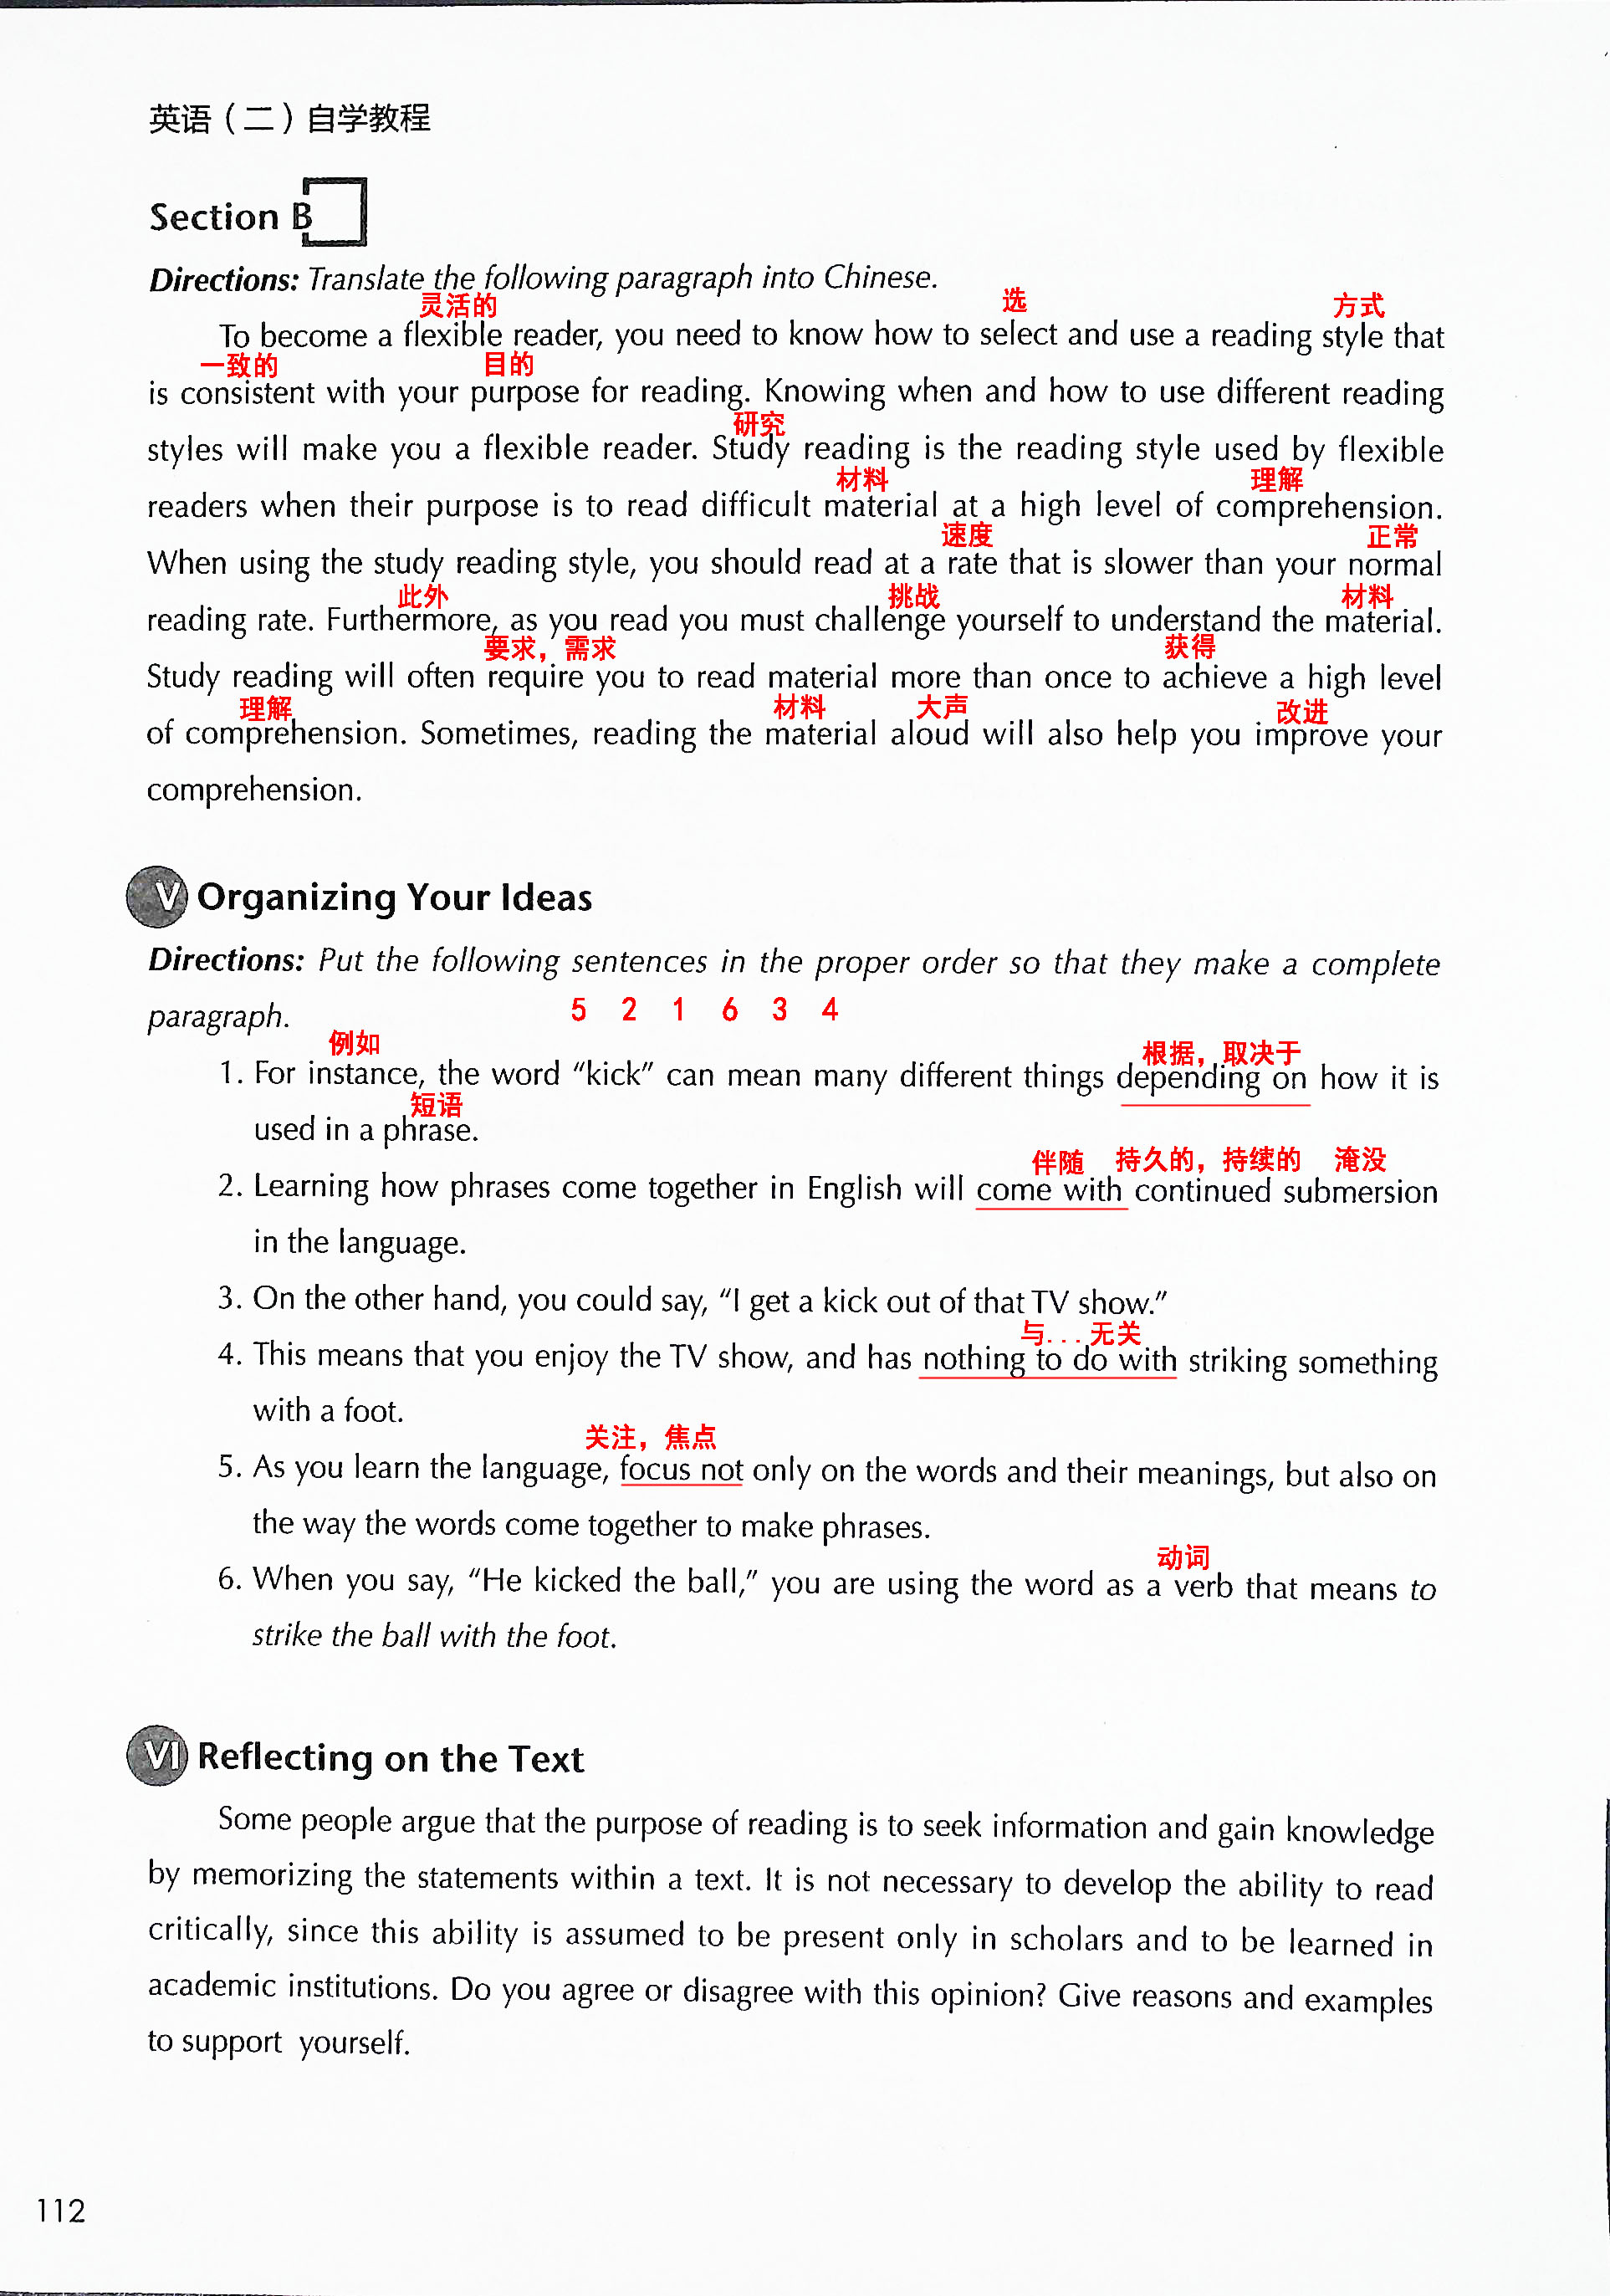 英语（二）自学教程
Section B
Directions: Translate the following paragraph into Chinese.
灵活的 选 方式
To become a flexible reader, you need to know how to select and use a reading style that
一致的 目的
is consistent with your purpose for reading. Knowing when and how to use different reading
研究
styles will make you a flexible reader. Study reading is the reading style used by flexible
材料 理解
readers when their purpose is to read difficult material at a high level of comprehension.
速度 正常
When using the study reading style, you should read at a rate that is slower than your normal
此外 挑战 材料
reading rate. Furthermore, as you read you must challenge yourself to understand the material.
要求，需求 获得
Study reading will often require you to read material more than once to achieve a high level
理解 材料 大声 改进
of comprehension. Sometimes, reading the material aloud will also help you improve your
comprehension.
V Organizing Your Ideas
Directions: Put the following sentences in the proper order so that they make a complete
paragraph. 5 2 1 6 3 4
例如 根据，取决于
1. For instance, the word "kick" can mean many different things depending on how it is
短语
used in a phrase.
伴随 持久的，持续的 淹没
2. Learning how phrases come together in English will come with continued submersion
in the language.
3. On the other hand, you could say, "I get a kick out of that TV show."
与...无关
4. This means that you enjoy the TV show, and has nothing to do with striking something
with a foot.
关注，焦点
5. As you learn the language, focus not only on the words and their meanings, but also on
the way the words come together to make phrases.
动词
6. When you say, "He kicked the ball," you are using the word as a verb that means to
strike the ball with the foot.
VI Reflecting on the Text
Some people argue that the purpose of reading is to seek information and gain knowledge
by memorizing the statements within a text. It is not necessary to develop the ability to read
critically, since this ability is assumed to be present only in scholars and to be learned in
academic institutions. Do you agree or disagree with this opinion? Give reasons and examples
to support yourself.
112